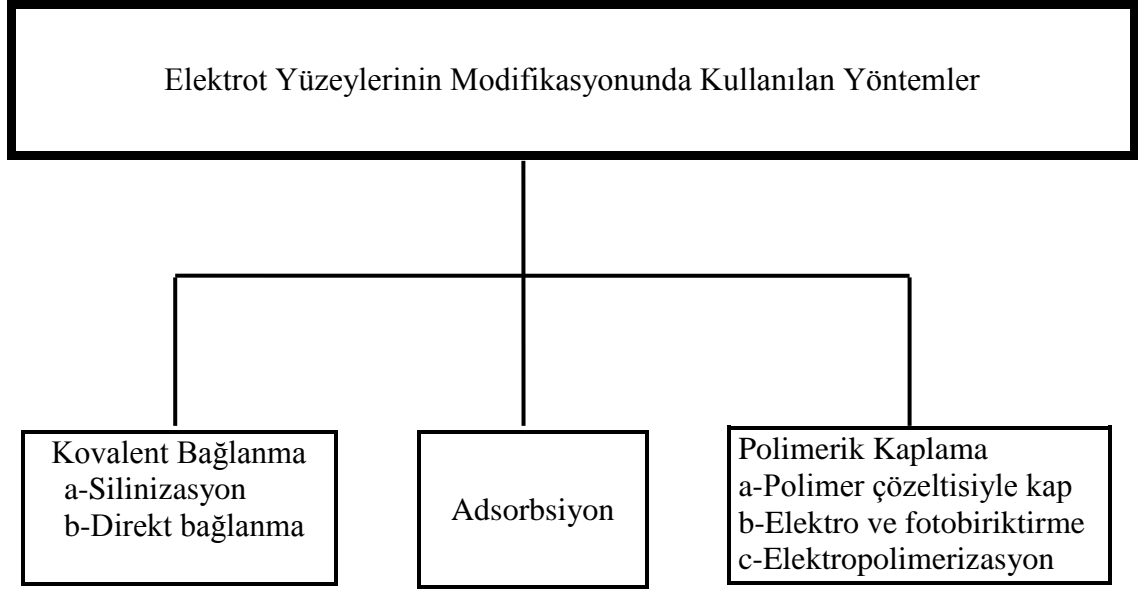 Elektrot Yüzeylerinin Modifikasyonunda Kullanılan Yöntemler
Kovalent Bağlanma
a-Silinizasyon
b-Direkt bağlanma
Adsorbsiyon
Polimerik Kaplama
a-Polimer çözeltisiyle kap
b-Elektro ve fotobiriktirme
c-Elektropolimerizasyon